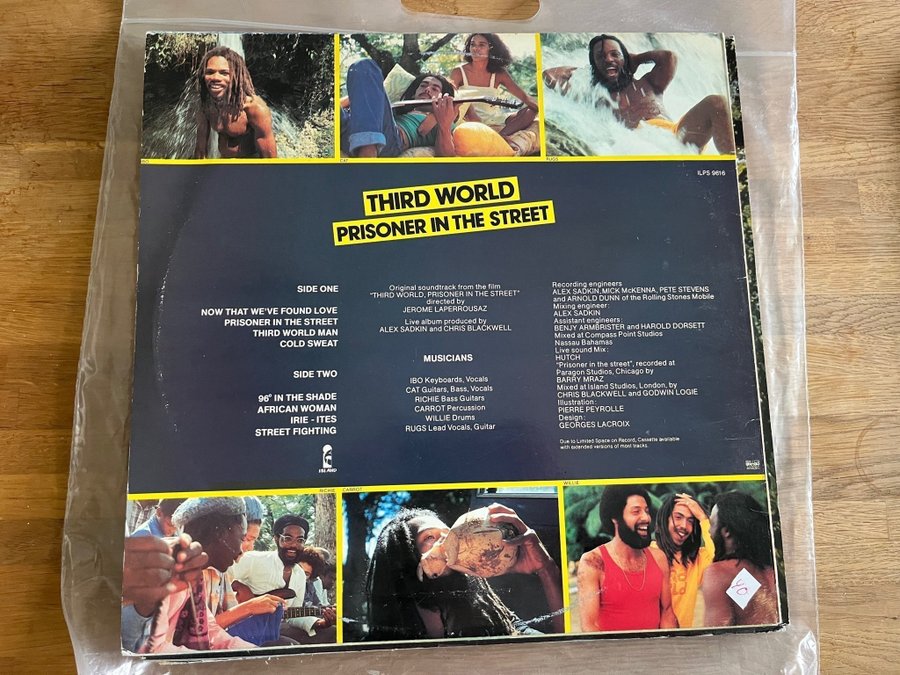 IBO
CAT
RUGS
ILPS 9616
THIRD WORLD
PRISONER IN THE STREET
SIDE ONE
NOW THAT WE'VE FOUND LOVE
PRISONER IN THE STREET
THIRD WORLD MAN
COLD SWEAT
SIDE TWO
96° IN THE SHADE
AFRICAN WOMAN
IRIE - ITES
STREET FIGHTING
ISLAND
Original soundtrack from the film
"THIRD WORLD, PRISONER IN THE STREET"
directed by
JEROME LAPERROUSAZ
Live album produced by
ALEX SADKIN and CHRIS BLACKWELL
MUSICIANS
IBO Keyboards, Vocals
CAT Guitars, Bass, Vocals
RICHIE Bass Guitars
CARROT Percussion
WILLIE Drums
RUGS Lead Vocals, Guitar
Recording engineers
ALEX SADKIN, MICK McKENNA, PETE STEVENS
and ARNOLD DUNN of the Rolling Stones Mobile
Mixing engineer:
ALEX SADKIN
Assistant engineers:
BENJY ARMBRISTER and HAROLD DORSETT
Mixed at Compass Point Studios
Nassau Bahamas
Live sound Mix:
HUTCH
"Prisoner in the street", recorded at
Paragon Studios, Chicago by
BARRY MRAZ
Mixed at Island Studios, London, by
CHRIS BLACKWELL and GODWIN LOGIE
Illustration:
PIERRE PEYROLLE
Design:
GEORGES LACROIX
Due to Limited Space on Record, Cassette available
with extended versions of most tracks.
RICHIE
CARROT
WILLIE
40